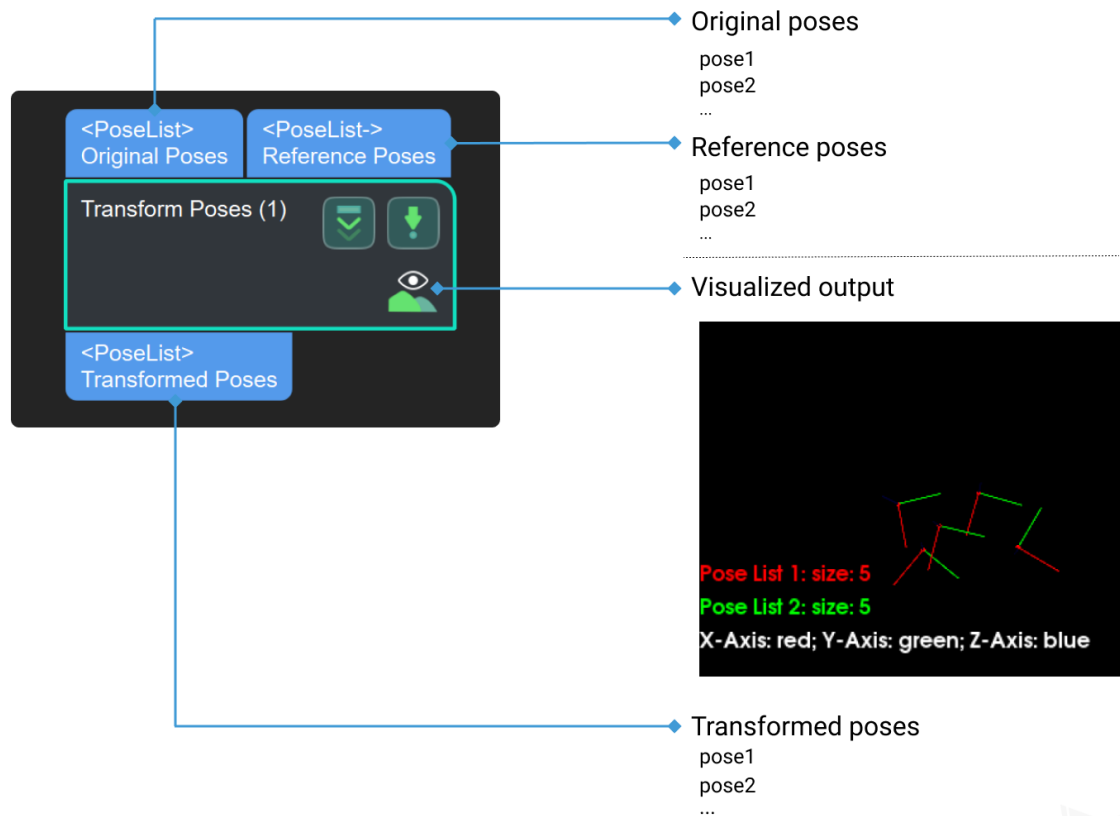 Original poses
pose1
pose2
...
<PoseList>
Original Poses
<PoseList->
Reference Poses
Reference poses
pose1
pose2
...
Transform Poses (1)
Visualized output
<PoseList>
Transformed Poses
Pose List 1: size: 5
Pose List 2: size: 5
X-Axis: red; Y-Axis: green; Z-Axis: blue
Transformed poses
pose1
pose2
...